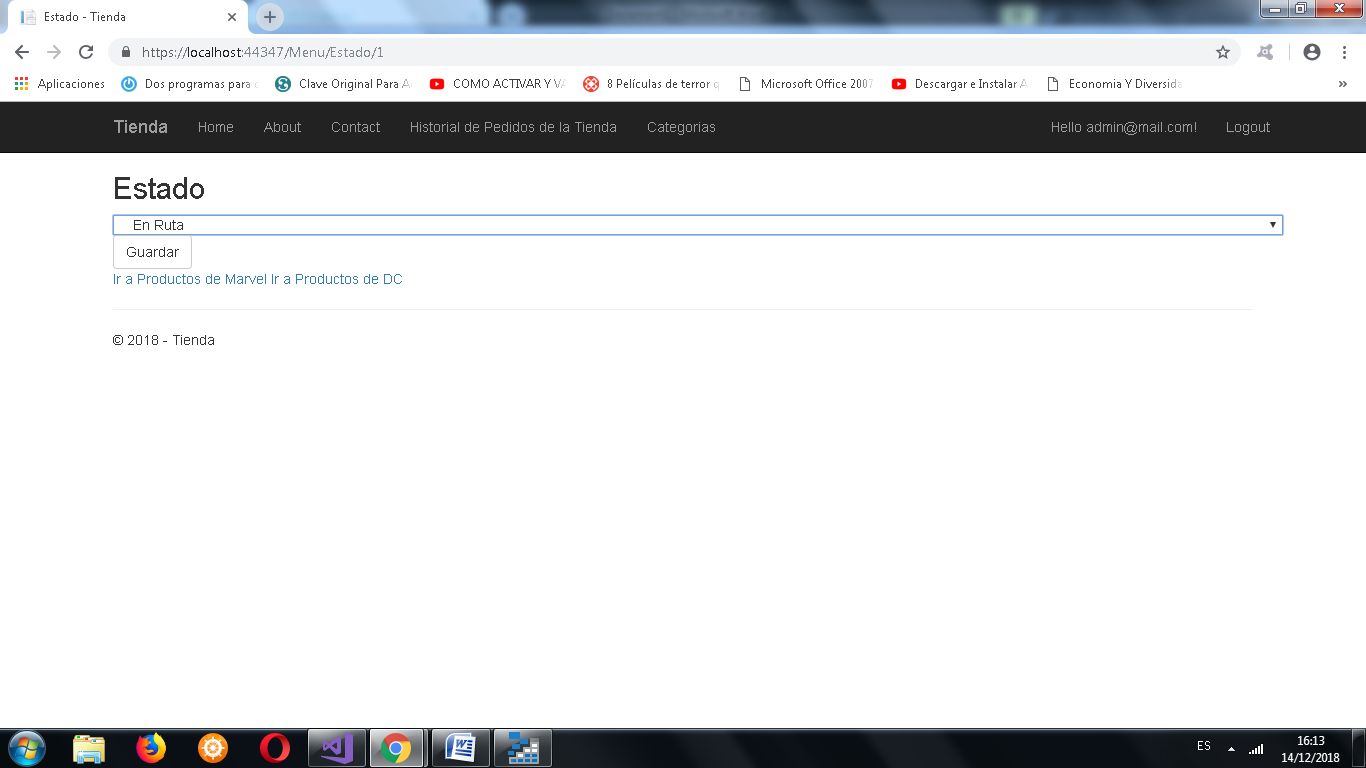 Estado - Tienda
https://localhost:44347/Menu/Estado/1
Aplicaciones Dos programas para Clave Original Para A COMO ACTIVAR Y VA 8 Películas de terror q Microsoft Office 2007 Descargar e Instalar A Economia Y Diversida »
Tienda Home About Contact Historial de Pedidos de la Tienda Categorias Hello admin@mail.com! Logout
Estado
En Ruta
Guardar
Ir a Productos de Marvel Ir a Productos de DC
© 2018 - Tienda
ES 16:13
14/12/2018